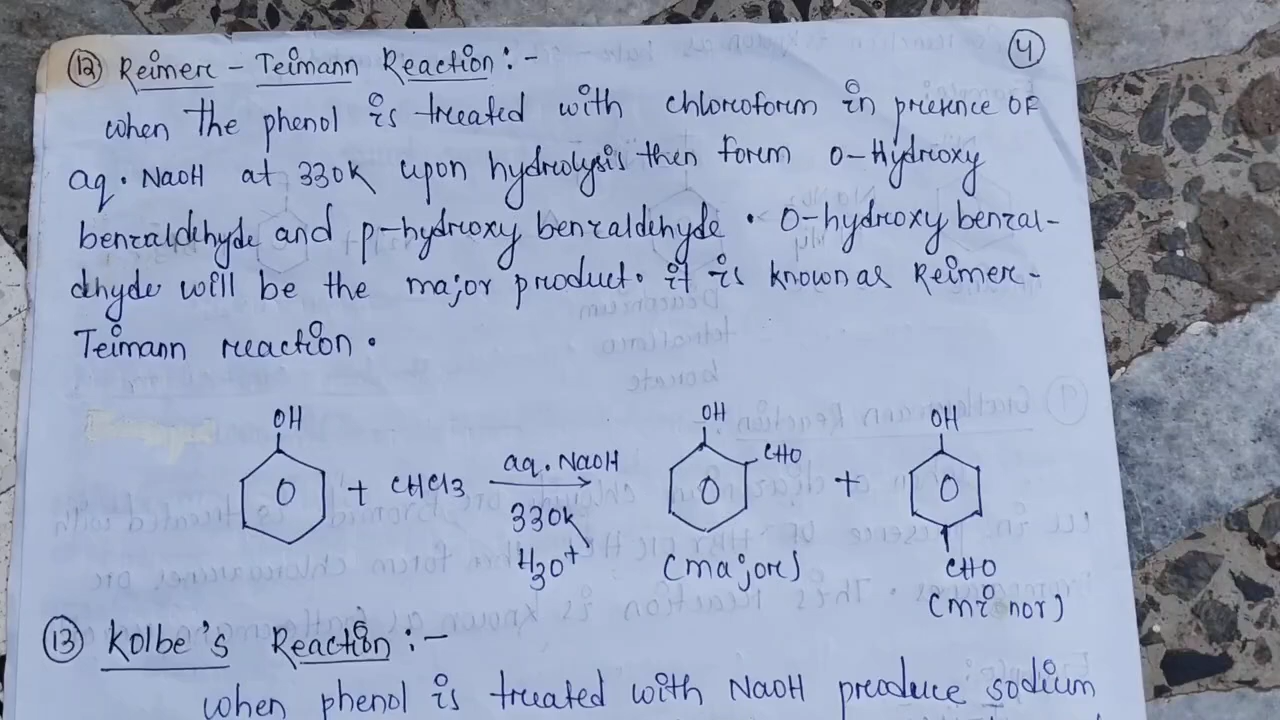 ④
⑫ Reimer - Teimann Reaction :-
when the phenol is treated with chloroform in presence OF
aq. NaOH at 330K upon hydrolysis then form o-Hydroxy
benzaldehyde and p-hydroxy benzaldehyde . O-hydroxy benzal-
dehyde will be the major product. it is known as Reimer-
Teimann reaction.
OH OH OH
+ CHCl3 aq. NaOH CHO +
330K
H3O+ (major) CHO
(minor)
⑬ Kolbe's Reaction :-
when phenol is treated with NaOH produce sodium